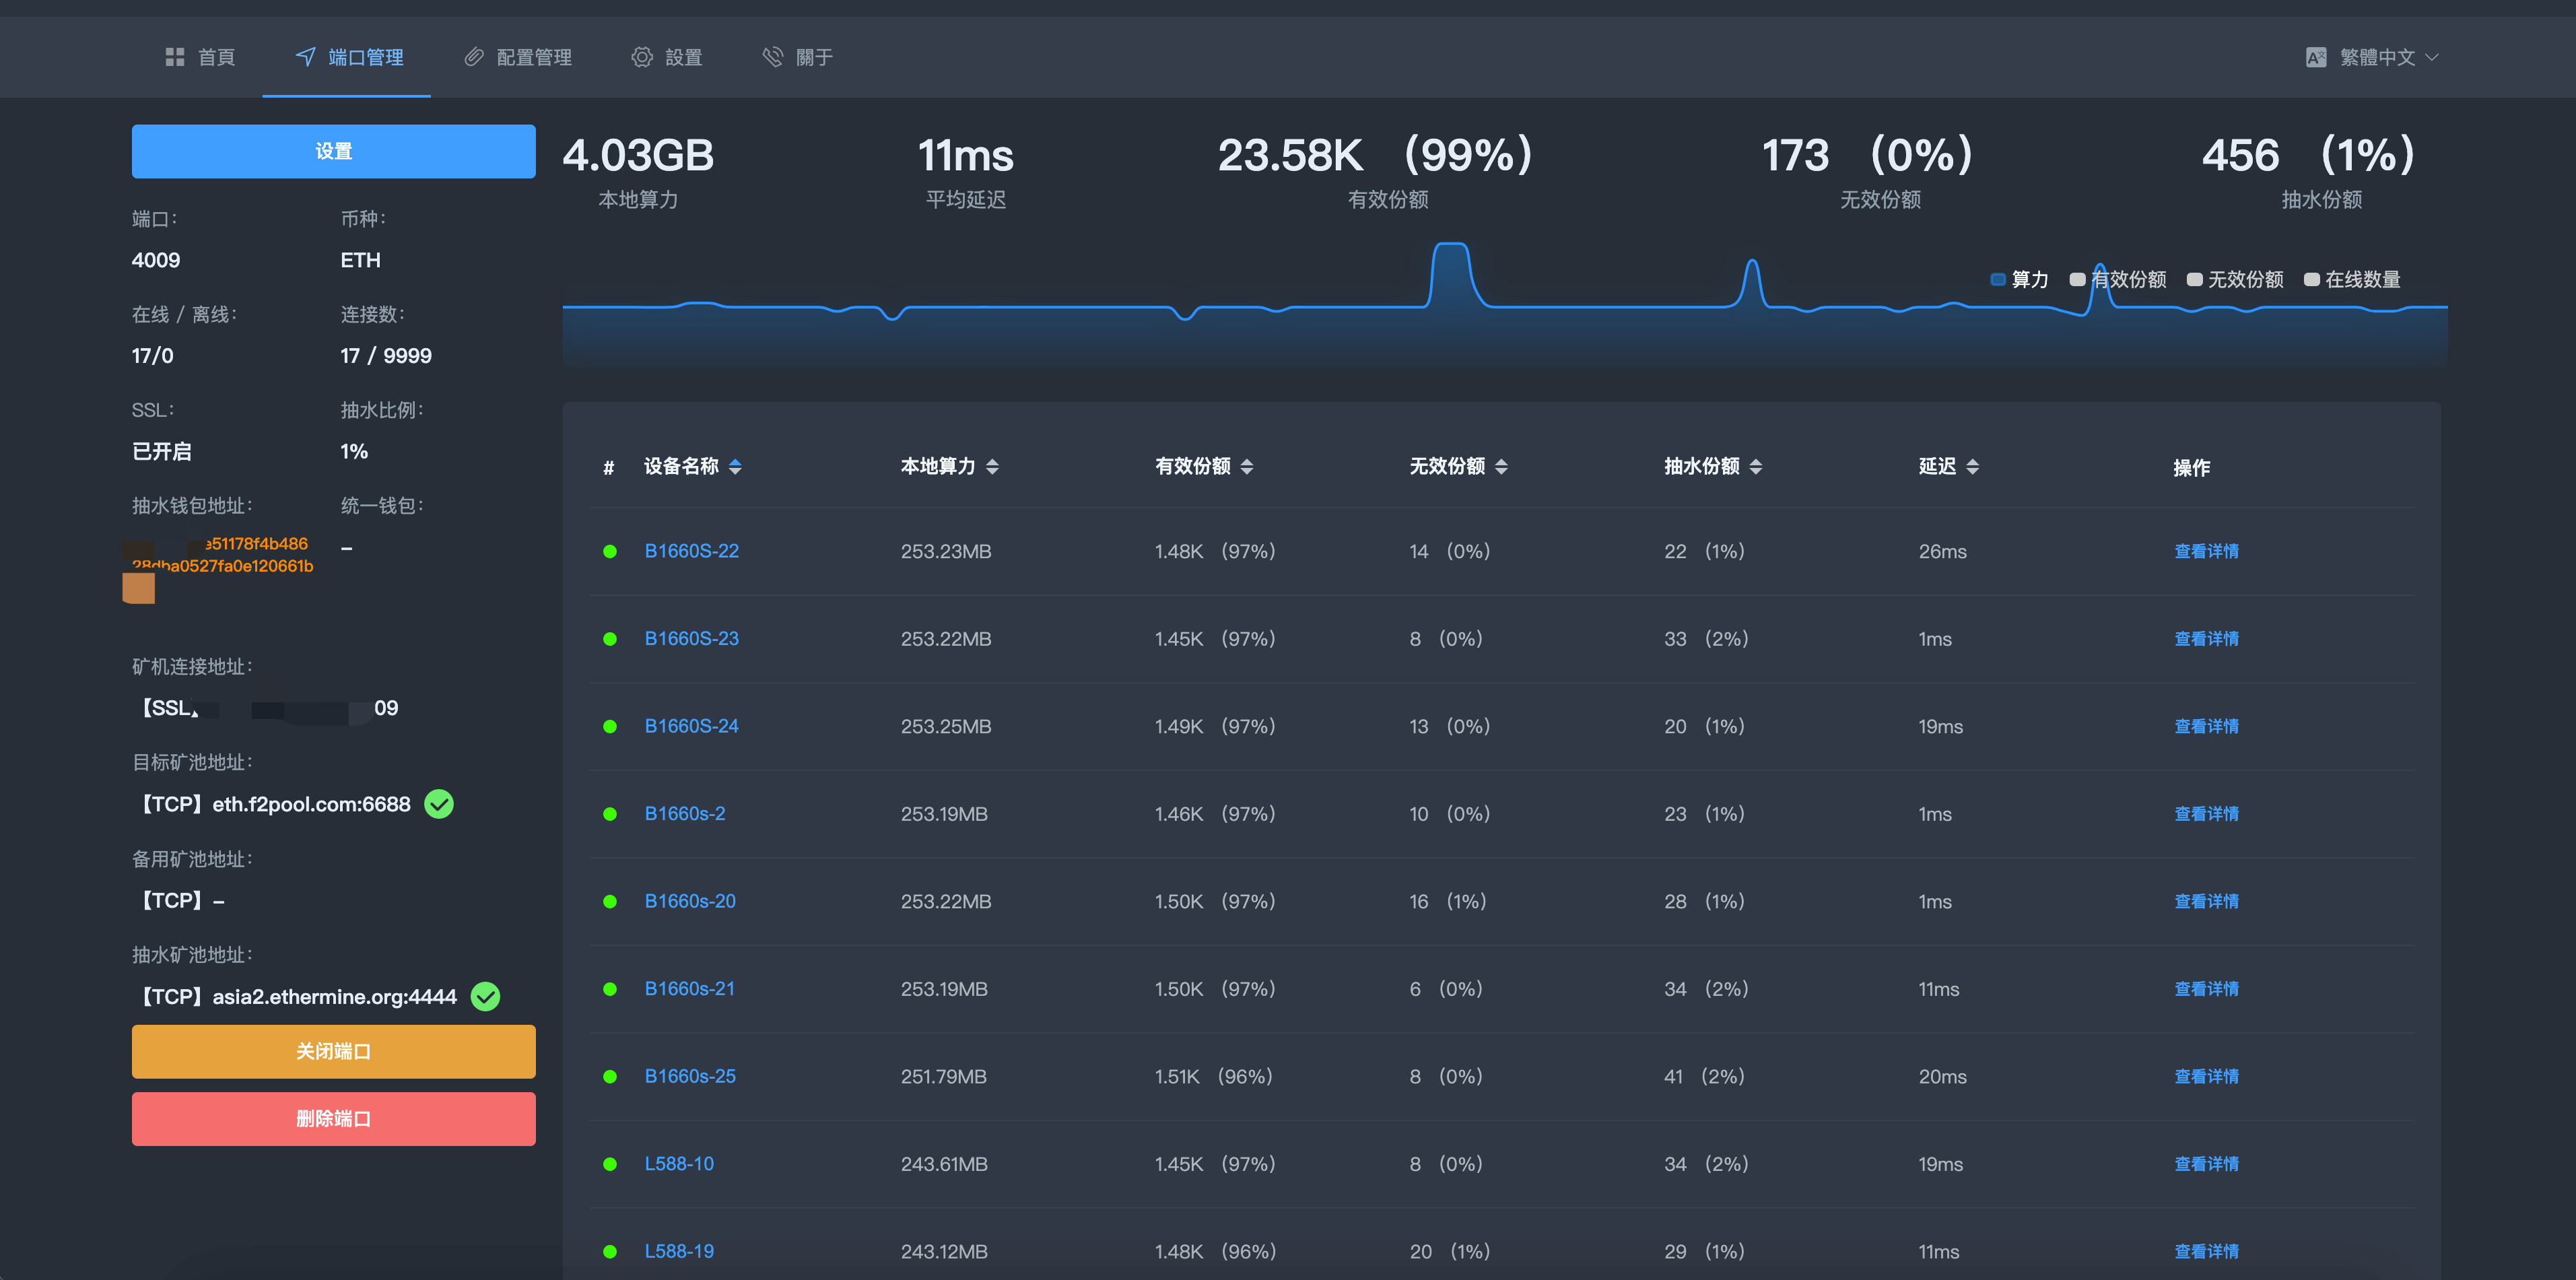 首頁 端口管理 配置管理 設置 關于 繁體中文
设置
4.03GB 11ms 23.58K (99%) 173 (0%) 456 (1%)
本地算力 平均延迟 有效份额 无效份额 抽水份额
算力 有效份额 无效份额 在线数量
端口: 币种:
4009 ETH
在线 / 离线: 连接数:
17/0 17 / 9999
SSL: 抽水比例:
已开启 1%
抽水钱包地址: 统一钱包:
e51178f4b486 –
28dba0527fa0e120661b
矿机连接地址:
【SSL】 09
目标矿池地址:
【TCP】eth.f2pool.com:6688
备用矿池地址:
【TCP】–
抽水矿池地址:
【TCP】asia2.ethermine.org:4444
关闭端口
删除端口
# 设备名称 本地算力 有效份额 无效份额 抽水份额 延迟 操作
B1660S-22 253.23MB 1.48K (97%) 14 (0%) 22 (1%) 26ms 查看详情
B1660S-23 253.22MB 1.45K (97%) 8 (0%) 33 (2%) 1ms 查看详情
B1660S-24 253.25MB 1.49K (97%) 13 (0%) 20 (1%) 19ms 查看详情
B1660s-2 253.19MB 1.46K (97%) 10 (0%) 23 (1%) 1ms 查看详情
B1660s-20 253.22MB 1.50K (97%) 16 (1%) 28 (1%) 1ms 查看详情
B1660s-21 253.19MB 1.50K (97%) 6 (0%) 34 (2%) 11ms 查看详情
B1660s-25 251.79MB 1.51K (96%) 8 (0%) 41 (2%) 20ms 查看详情
L588-10 243.61MB 1.45K (97%) 8 (0%) 34 (2%) 19ms 查看详情
L588-19 243.12MB 1.48K (96%) 20 (1%) 29 (1%) 11ms 查看详情